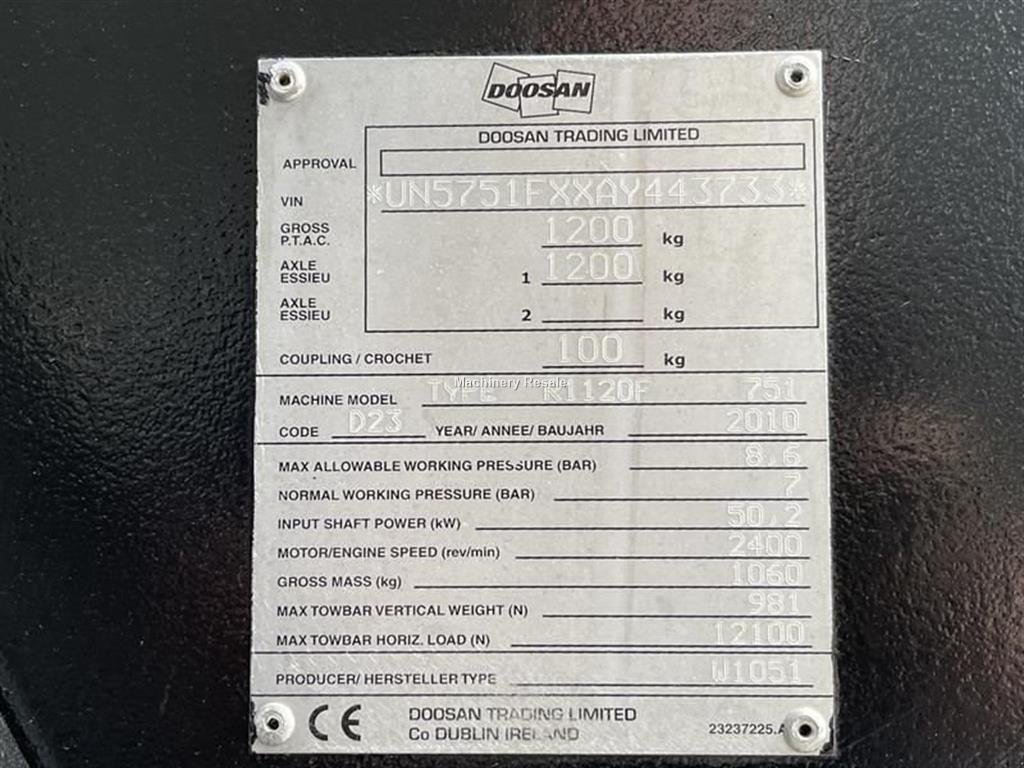 DOOSAN
DOOSAN TRADING LIMITED
APPROVAL
VIN *UN5751FXXAY443733*
GROSS P.T.A.C. 1200 kg
AXLE ESSIEU 1 1200 kg
AXLE ESSIEU 2 kg
COUPLING / CROCHET 100 kg
Machinery Resale
MACHINE MODEL TYPE R1120F 751
CODE D23 YEAR/ ANNEE/ BAUJAHR 2010
MAX ALLOWABLE WORKING PRESSURE (BAR) 8,6
NORMAL WORKING PRESSURE (BAR) 7
INPUT SHAFT POWER (kW) 50,2
MOTOR/ENGINE SPEED (rev/min) 2400
GROSS MASS (kg) 1060
MAX TOWBAR VERTICAL WEIGHT (N) 981
MAX TOWBAR HORIZ. LOAD (N) 12100
PRODUCER/ HERSTELLER TYPE W1051
CE DOOSAN TRADING LIMITED
Co DUBLIN IRELAND 23237225.A